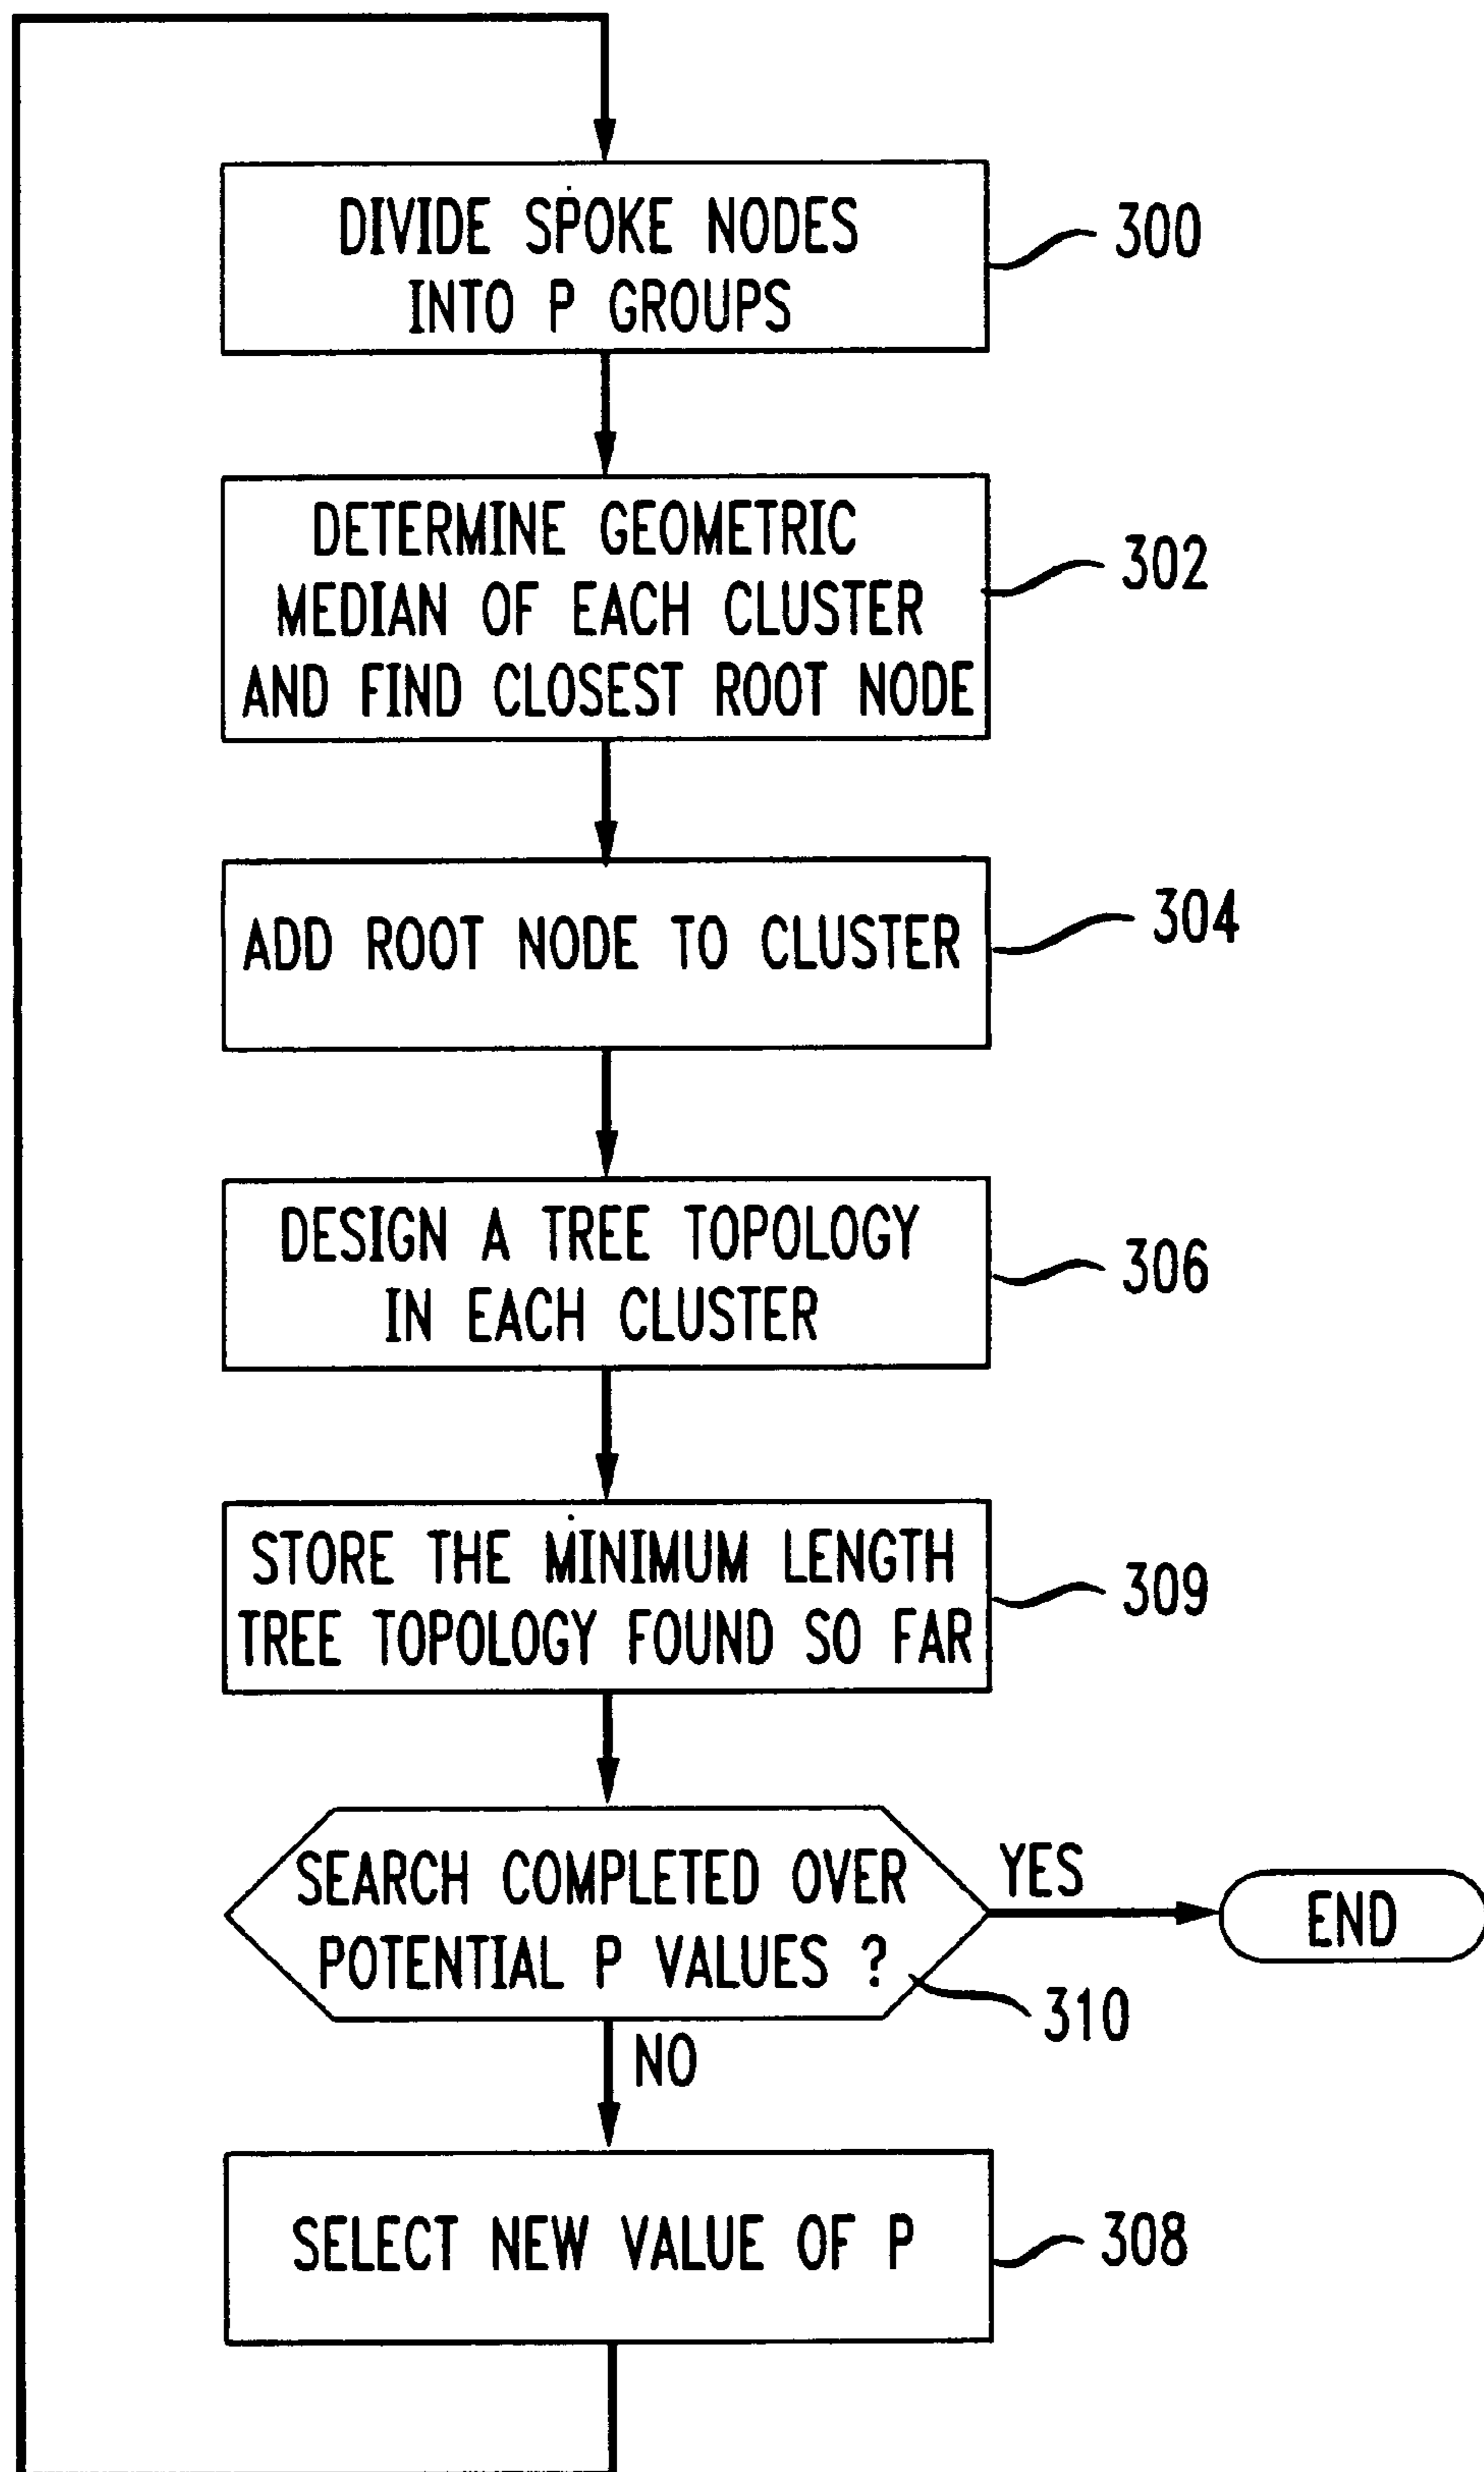 DIVIDE SPOKE NODES
INTO P GROUPS
300
DETERMINE GEOMETRIC
MEDIAN OF EACH CLUSTER
AND FIND CLOSEST ROOT NODE
302
ADD ROOT NODE TO CLUSTER
304
DESIGN A TREE TOPOLOGY
IN EACH CLUSTER
306
STORE THE MINIMUM LENGTH
TREE TOPOLOGY FOUND SO FAR
309
SEARCH COMPLETED OVER
POTENTIAL P VALUES ?
310
YES
END
NO
SELECT NEW VALUE OF P
308